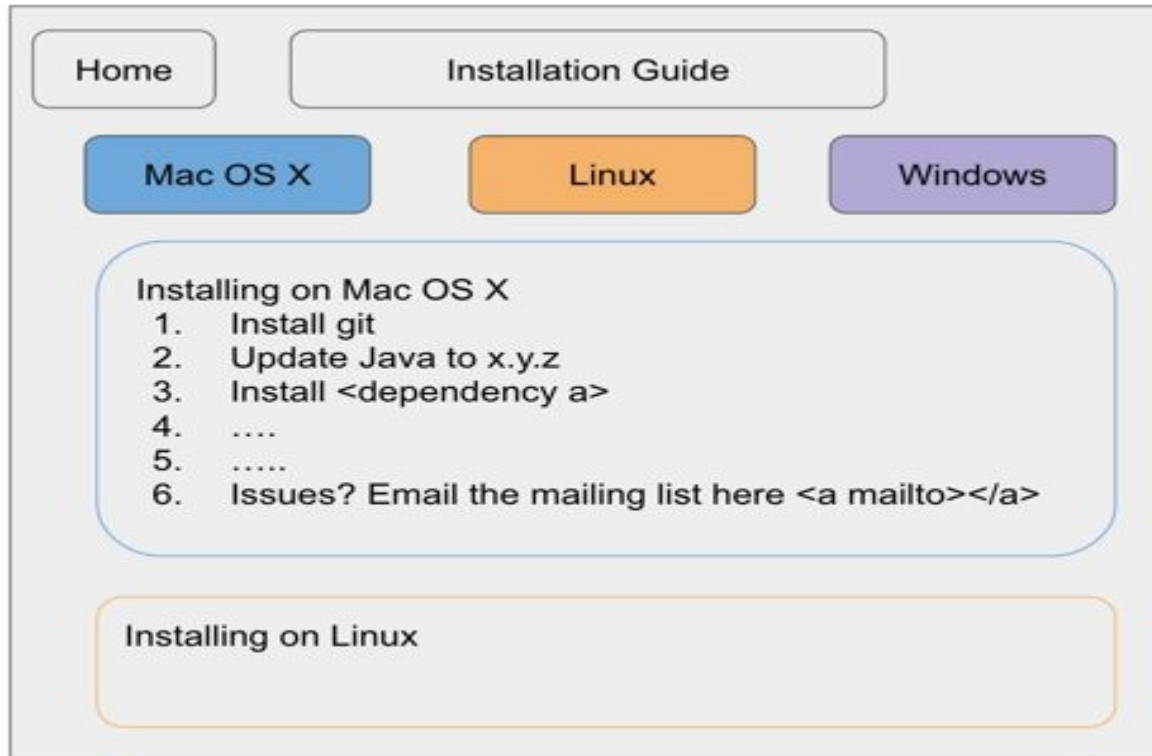 Home
Installation Guide
Mac OS X
Linux
Windows
Installing on Mac OS X
1. Install git
2. Update Java to x.y.z
3. Install <dependency a>
4. ….
5. …..
6. Issues? Email the mailing list here <a mailto></a>
Installing on Linux